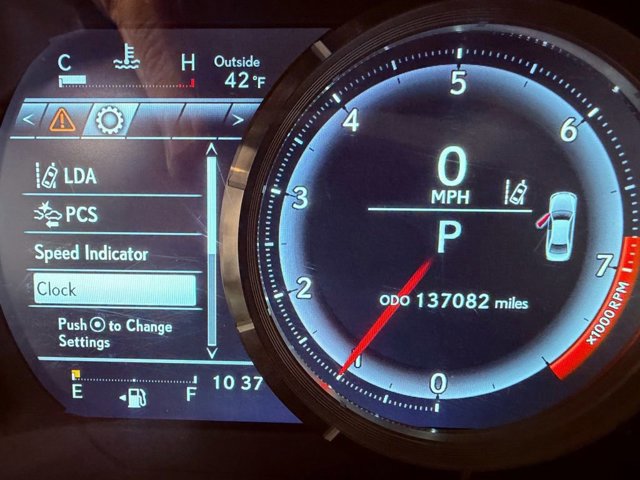 C H Outside
42°F
< >
LDA
PCS
Speed Indicator
Clock
Push to Change
Settings
E F 10 37
0
MPH
P
ODO 137082 miles
0
1
2
3
4
5
6
7
x1000RPM